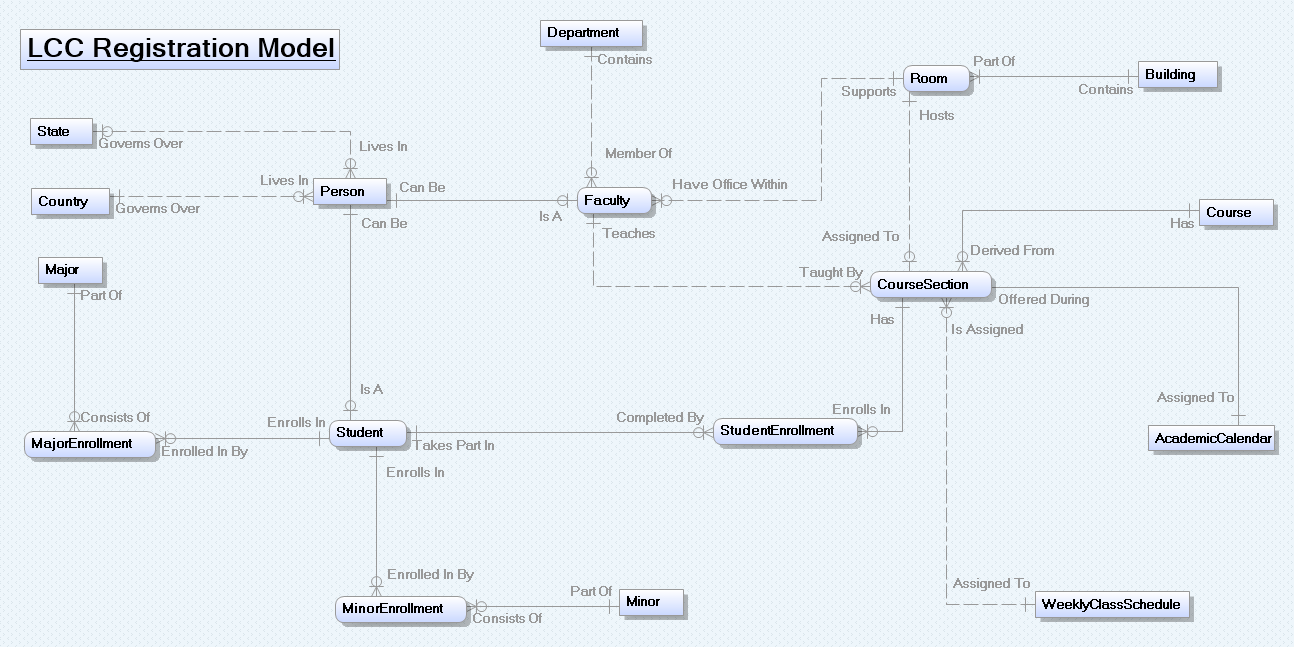 LCC Registration Model
Department
Contains
Room
Part Of
Building
Supports
Contains
Hosts
State
Governs Over
Lives In
Member Of
Country
Lives In
Governs Over
Person
Can Be
Can Be
Is A
Faculty
Have Office Within
Teaches
Course
Has
Assigned To
Derived From
Major
Part Of
Taught By
CourseSection
Offered During
Has
Is Assigned
Is A
Assigned To
Consists Of
Enrolls In
Completed By
Enrolls In
MajorEnrollment
Enrolled In By
Student
Takes Part In
StudentEnrollment
AcademicCalendar
Enrolls In
Enrolled In By
Part Of
Minor
Assigned To
MinorEnrollment
Consists Of
WeeklyClassSchedule